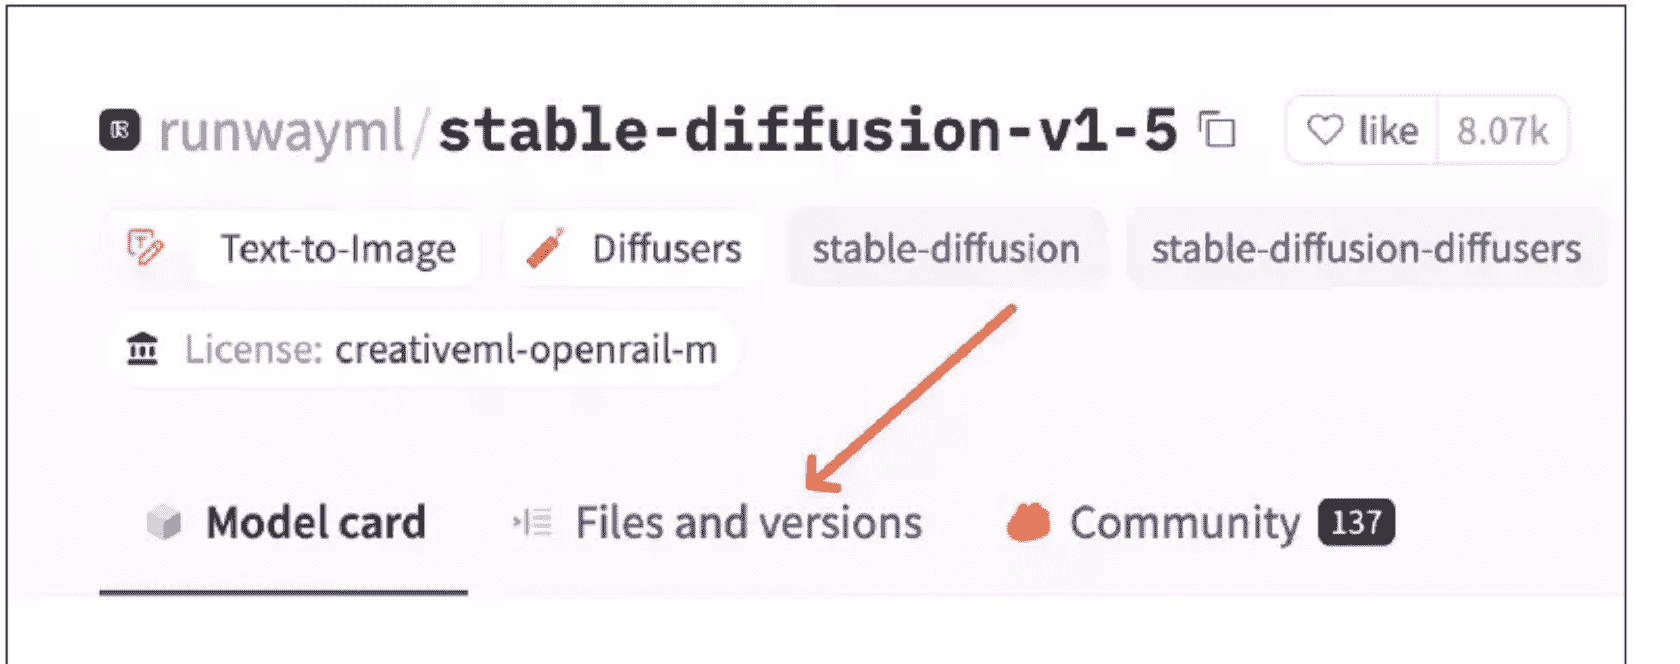 runwayml/stable-diffusion-v1-5 like 8.07k
Text-to-Image Diffusers stable-diffusion stable-diffusion-diffusers
License: creativeml-openrail-m
Model card Files and versions Community 137